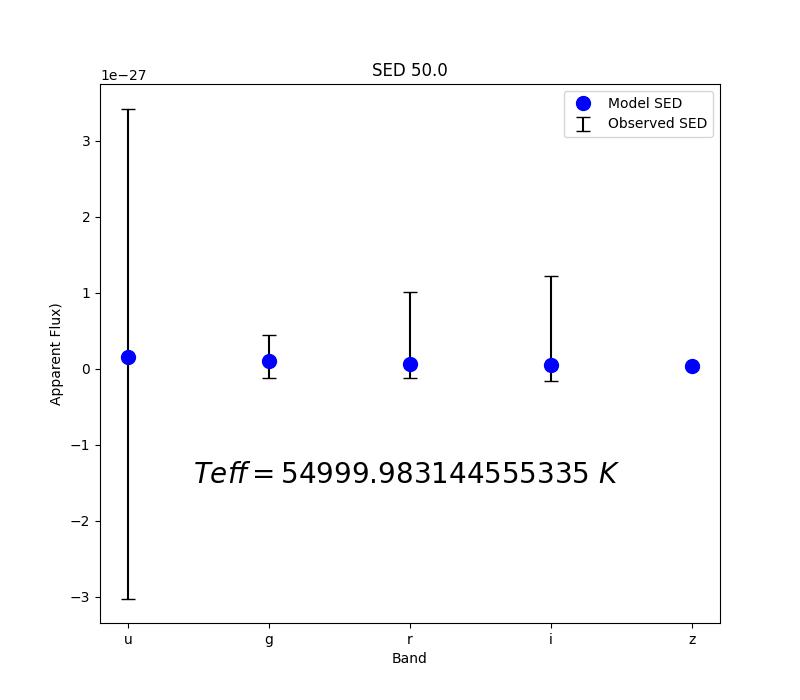 SED 50.0
1e−27
Model SED
Observed SED
3
2
1
0
−1
−2
−3
Apparent Flux)
Teff = 54999.983144555335 K
u g r i z
Band